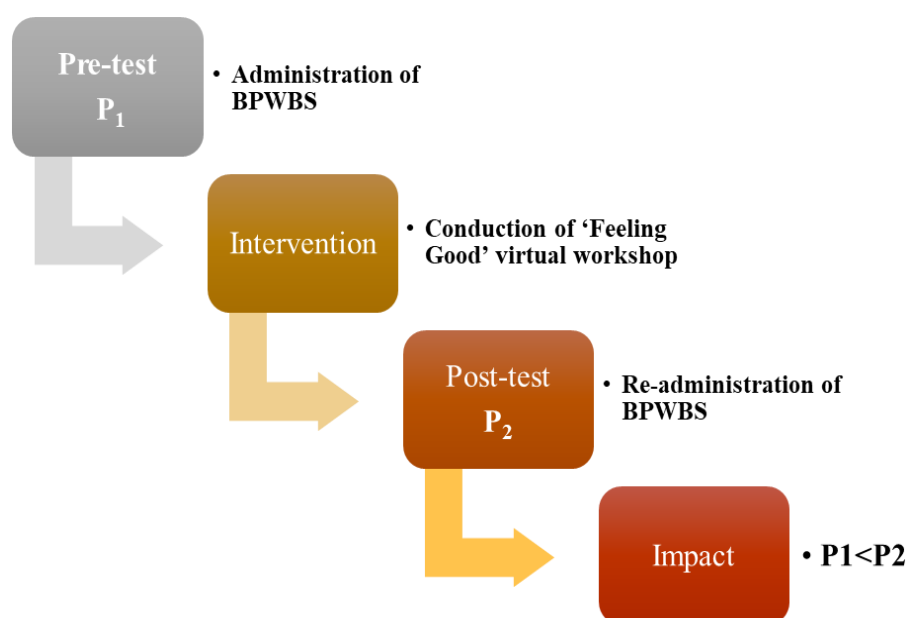 Pre-test
P₁
• Administration of
BPWBS
Intervention
• Conduction of ‘Feeling
Good’ virtual workshop
Post-test
P₂
• Re-administration of
BPWBS
Impact
• P1<P2